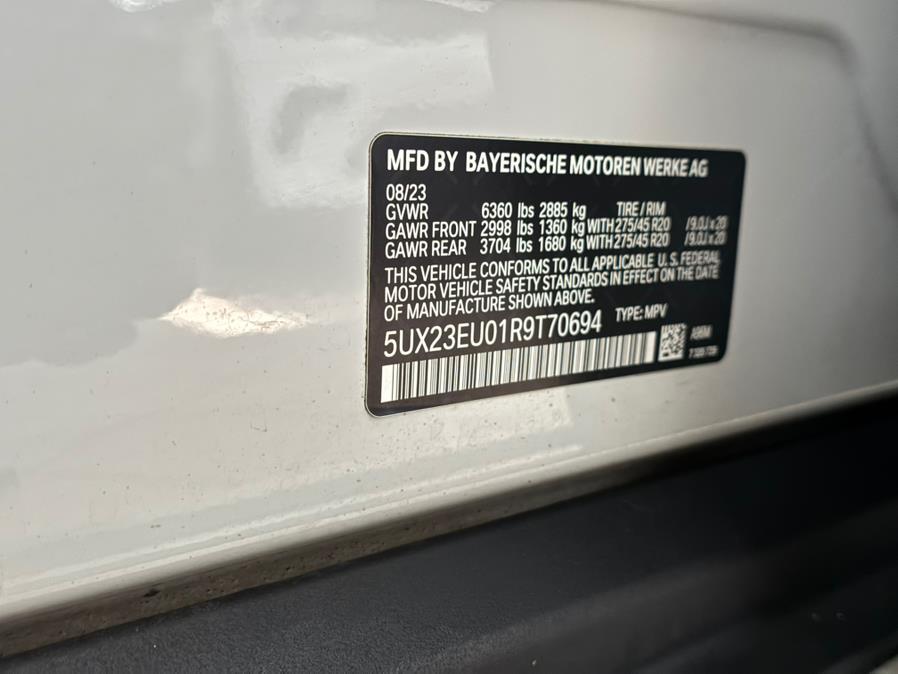 MFD BY BAYERISCHE MOTOREN WERKE AG
08/23
GVWR 6360 lbs 2885 kg TIRE / RIM
GAWR FRONT 2998 lbs 1360 kg WITH 275/45 R20 /9.0J x 20
GAWR REAR 3704 lbs 1680 kg WITH 275/45 R20 /9.0J x 20
THIS VEHICLE CONFORMS TO ALL APPLICABLE U.S. FEDERAL
MOTOR VEHICLE SAFETY STANDARDS IN EFFECT ON THE DATE
OF MANUFACTURE SHOWN ABOVE.
5UX23EU01R9T70694 TYPE: MPV